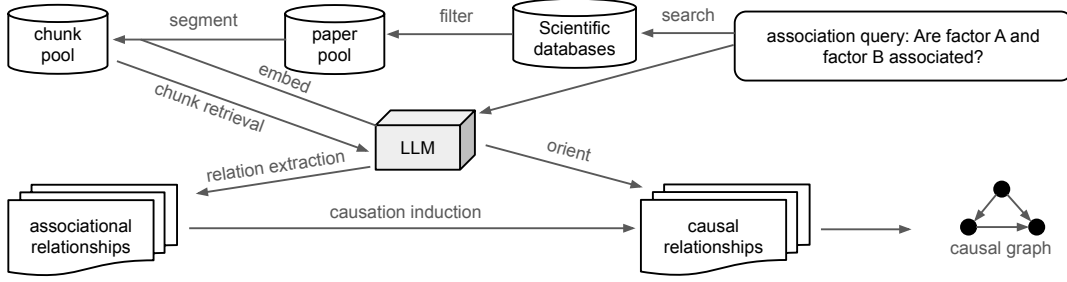 chunk
pool
segment
paper
pool
filter
Scientific
databases
search
association query: Are factor A and
factor B associated?
embed
chunk retrieval
LLM
relation extraction
orient
associational
relationships
causation induction
causal
relationships
causal graph